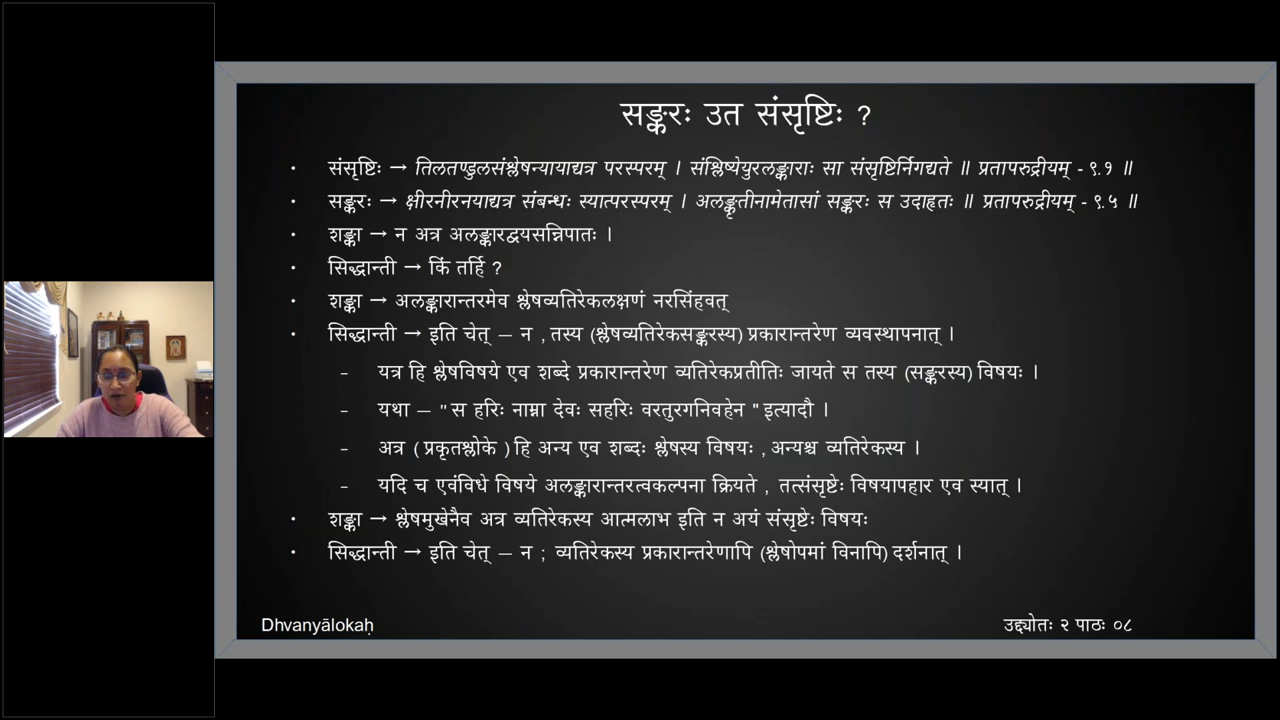 सङ्करः उत संसृष्टिः ?
• संसृष्टिः → तिलतण्डुलसंश्लेषन्यायाद्यत्र परस्परम् । संश्लिष्येयुरलङ्काराः सा संसृष्टिर्निगद्यते ॥ प्रतापरुद्रीयम् - ९.१ ॥
• सङ्करः → क्षीरनीरनयाद्यत्र संबन्धः स्यात्परस्परम् । अलङ्कृतीनामेतासां सङ्करः स उदाहृतः ॥ प्रतापरुद्रीयम् - ९.५ ॥
• शङ्का → न अत्र अलङ्कारद्वयसन्निपातः ।
• सिद्धान्ती → किं तर्हि ?
• शङ्का → अलङ्कारान्तरमेव श्लेषव्यतिरेकलक्षणं नरसिंहवत्
• सिद्धान्ती → इति चेत् – न , तस्य (श्लेषव्यतिरेकसङ्करस्य) प्रकारान्तरेण व्यवस्थापनात् ।
– यत्र हि श्लेषविषये एव शब्दे प्रकारान्तरेण व्यतिरेकप्रतीतिः जायते स तस्य (सङ्करस्य) विषयः ।
– यथा – " स हरिः नाम्ना देवः सहरिः वरतुरगनिवहेन " इत्यादौ ।
– अत्र ( प्रकृतश्लोके ) हि अन्य एव शब्दः श्लेषस्य विषयः , अन्यश्च व्यतिरेकस्य ।
– यदि च एवंविधे विषये अलङ्कारान्तरत्वकल्पना क्रियते , तत्संसृष्टेः विषयापहार एव स्यात् ।
• शङ्का → श्लेषमुखेनैव अत्र व्यतिरेकस्य आत्मलाभ इति न अयं संसृष्टेः विषयः
• सिद्धान्ती → इति चेत् – न ; व्यतिरेकस्य प्रकारान्तरेणापि (श्लेषोपमां विनापि) दर्शनात् ।
Dhvanyālokaḥ
उद्द्योतः २ पाठः ०८